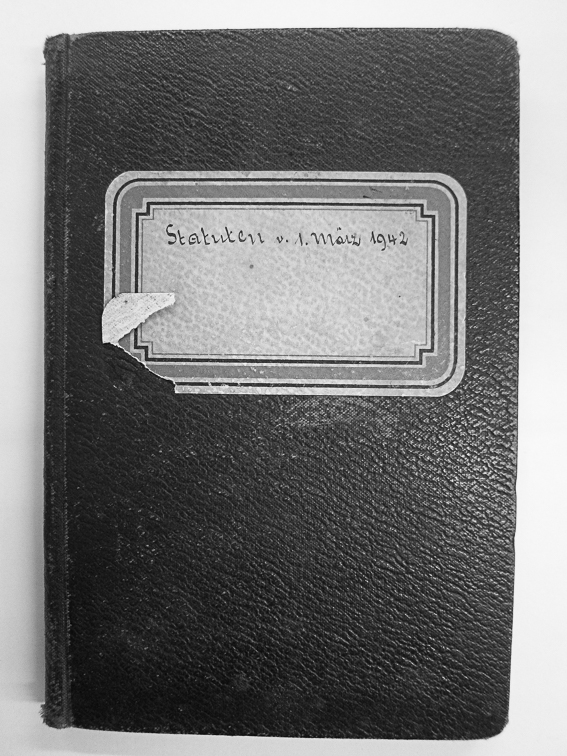 Statuten v. 1. März 1942